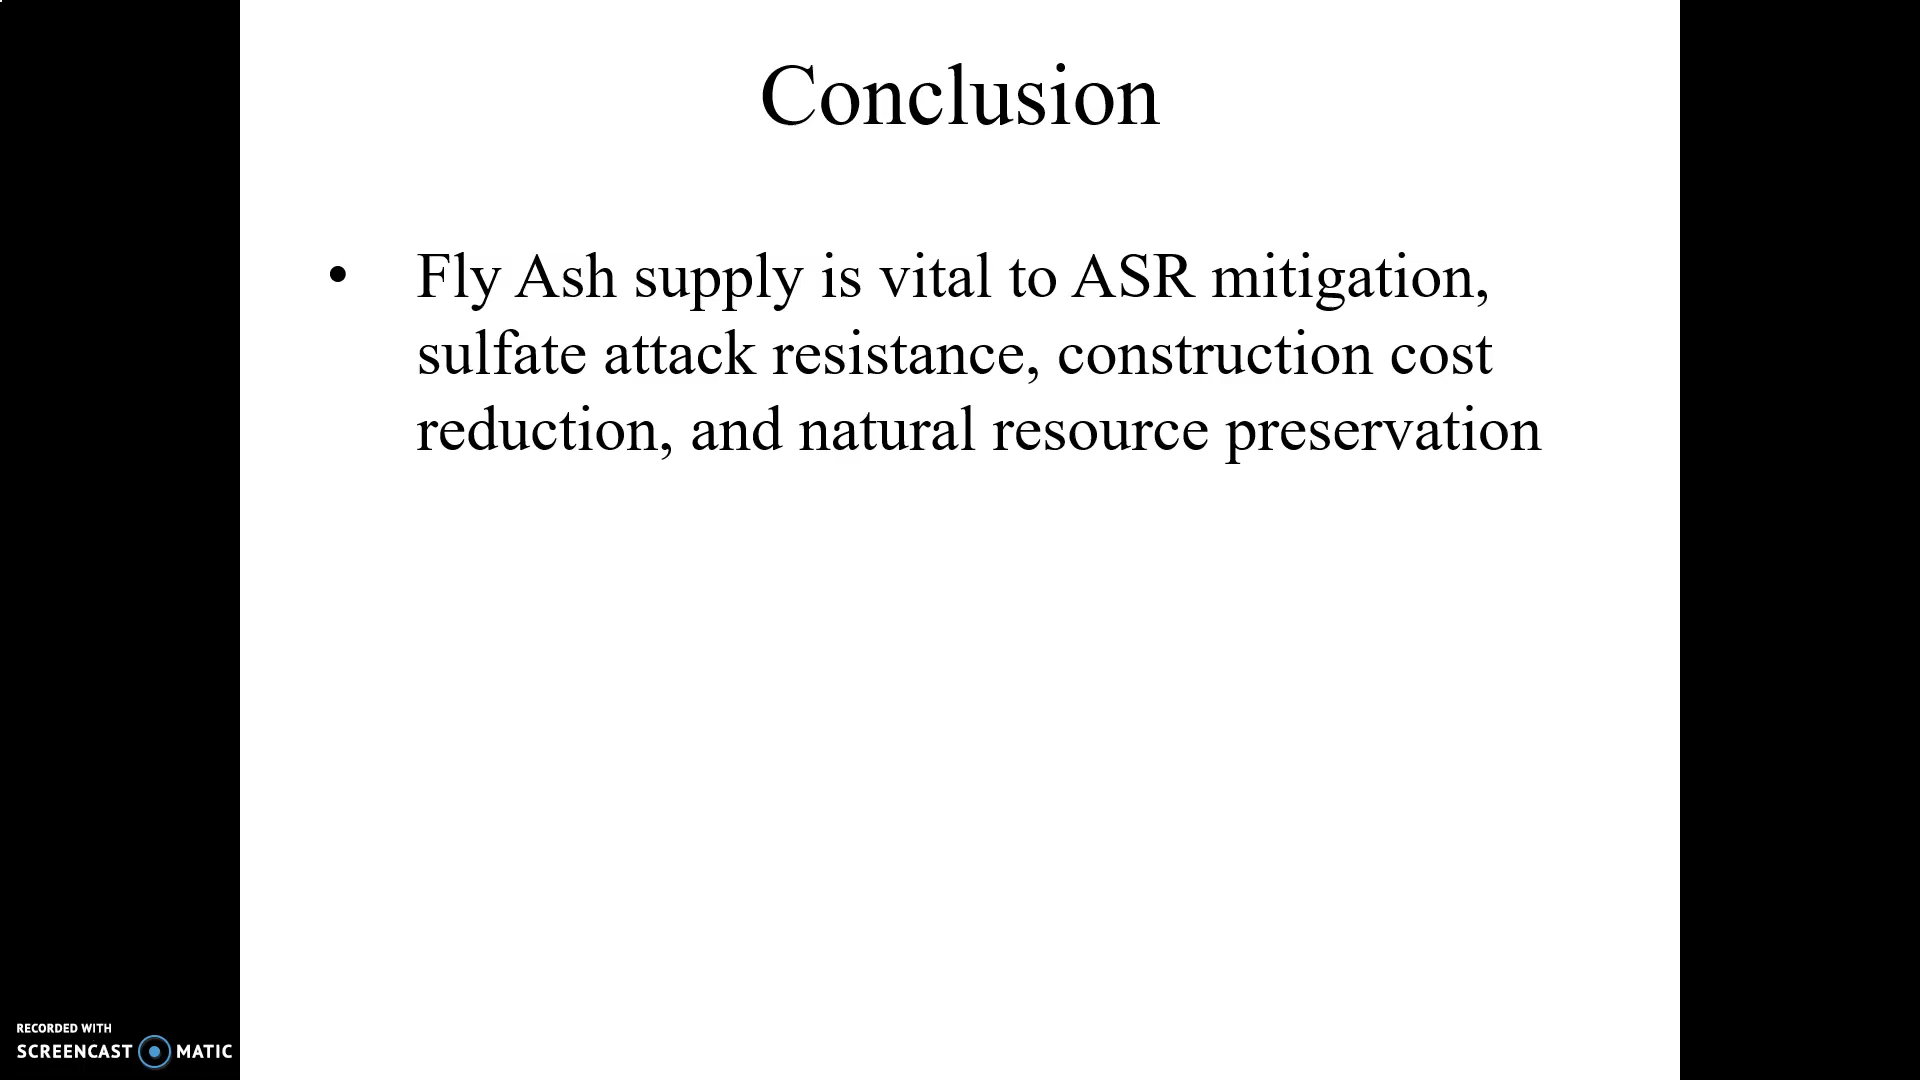 Conclusion
• Fly Ash supply is vital to ASR mitigation,
sulfate attack resistance, construction cost
reduction, and natural resource preservation
RECORDED WITH
SCREENCAST MATIC